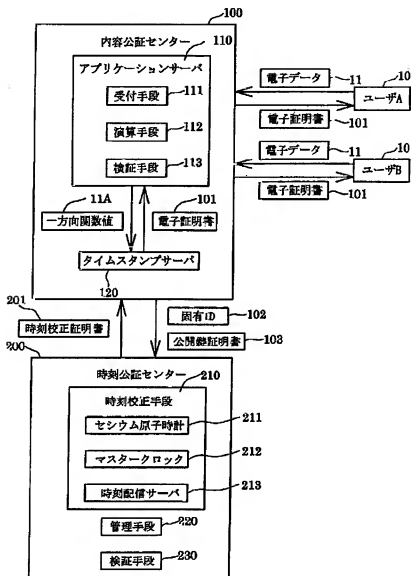 100
内容公証センター
110
アプリケーションサーバ
受付手段
111
演算手段
112
検証手段
113
電子データ
11
10
ユーザA
電子証明書
101
電子データ
11
10
ユーザB
電子証明書
101
11A
一方向関数値
101
電子証明書
タイムスタンプサーバ
120
201
時刻校正証明書
固有ID
102
公開鍵証明書
103
200
時刻公証センター
210
時刻校正手段
セシウム原子時計
211
マスタークロック
212
時刻配信サーバ
213
管理手段
220
検証手段
230